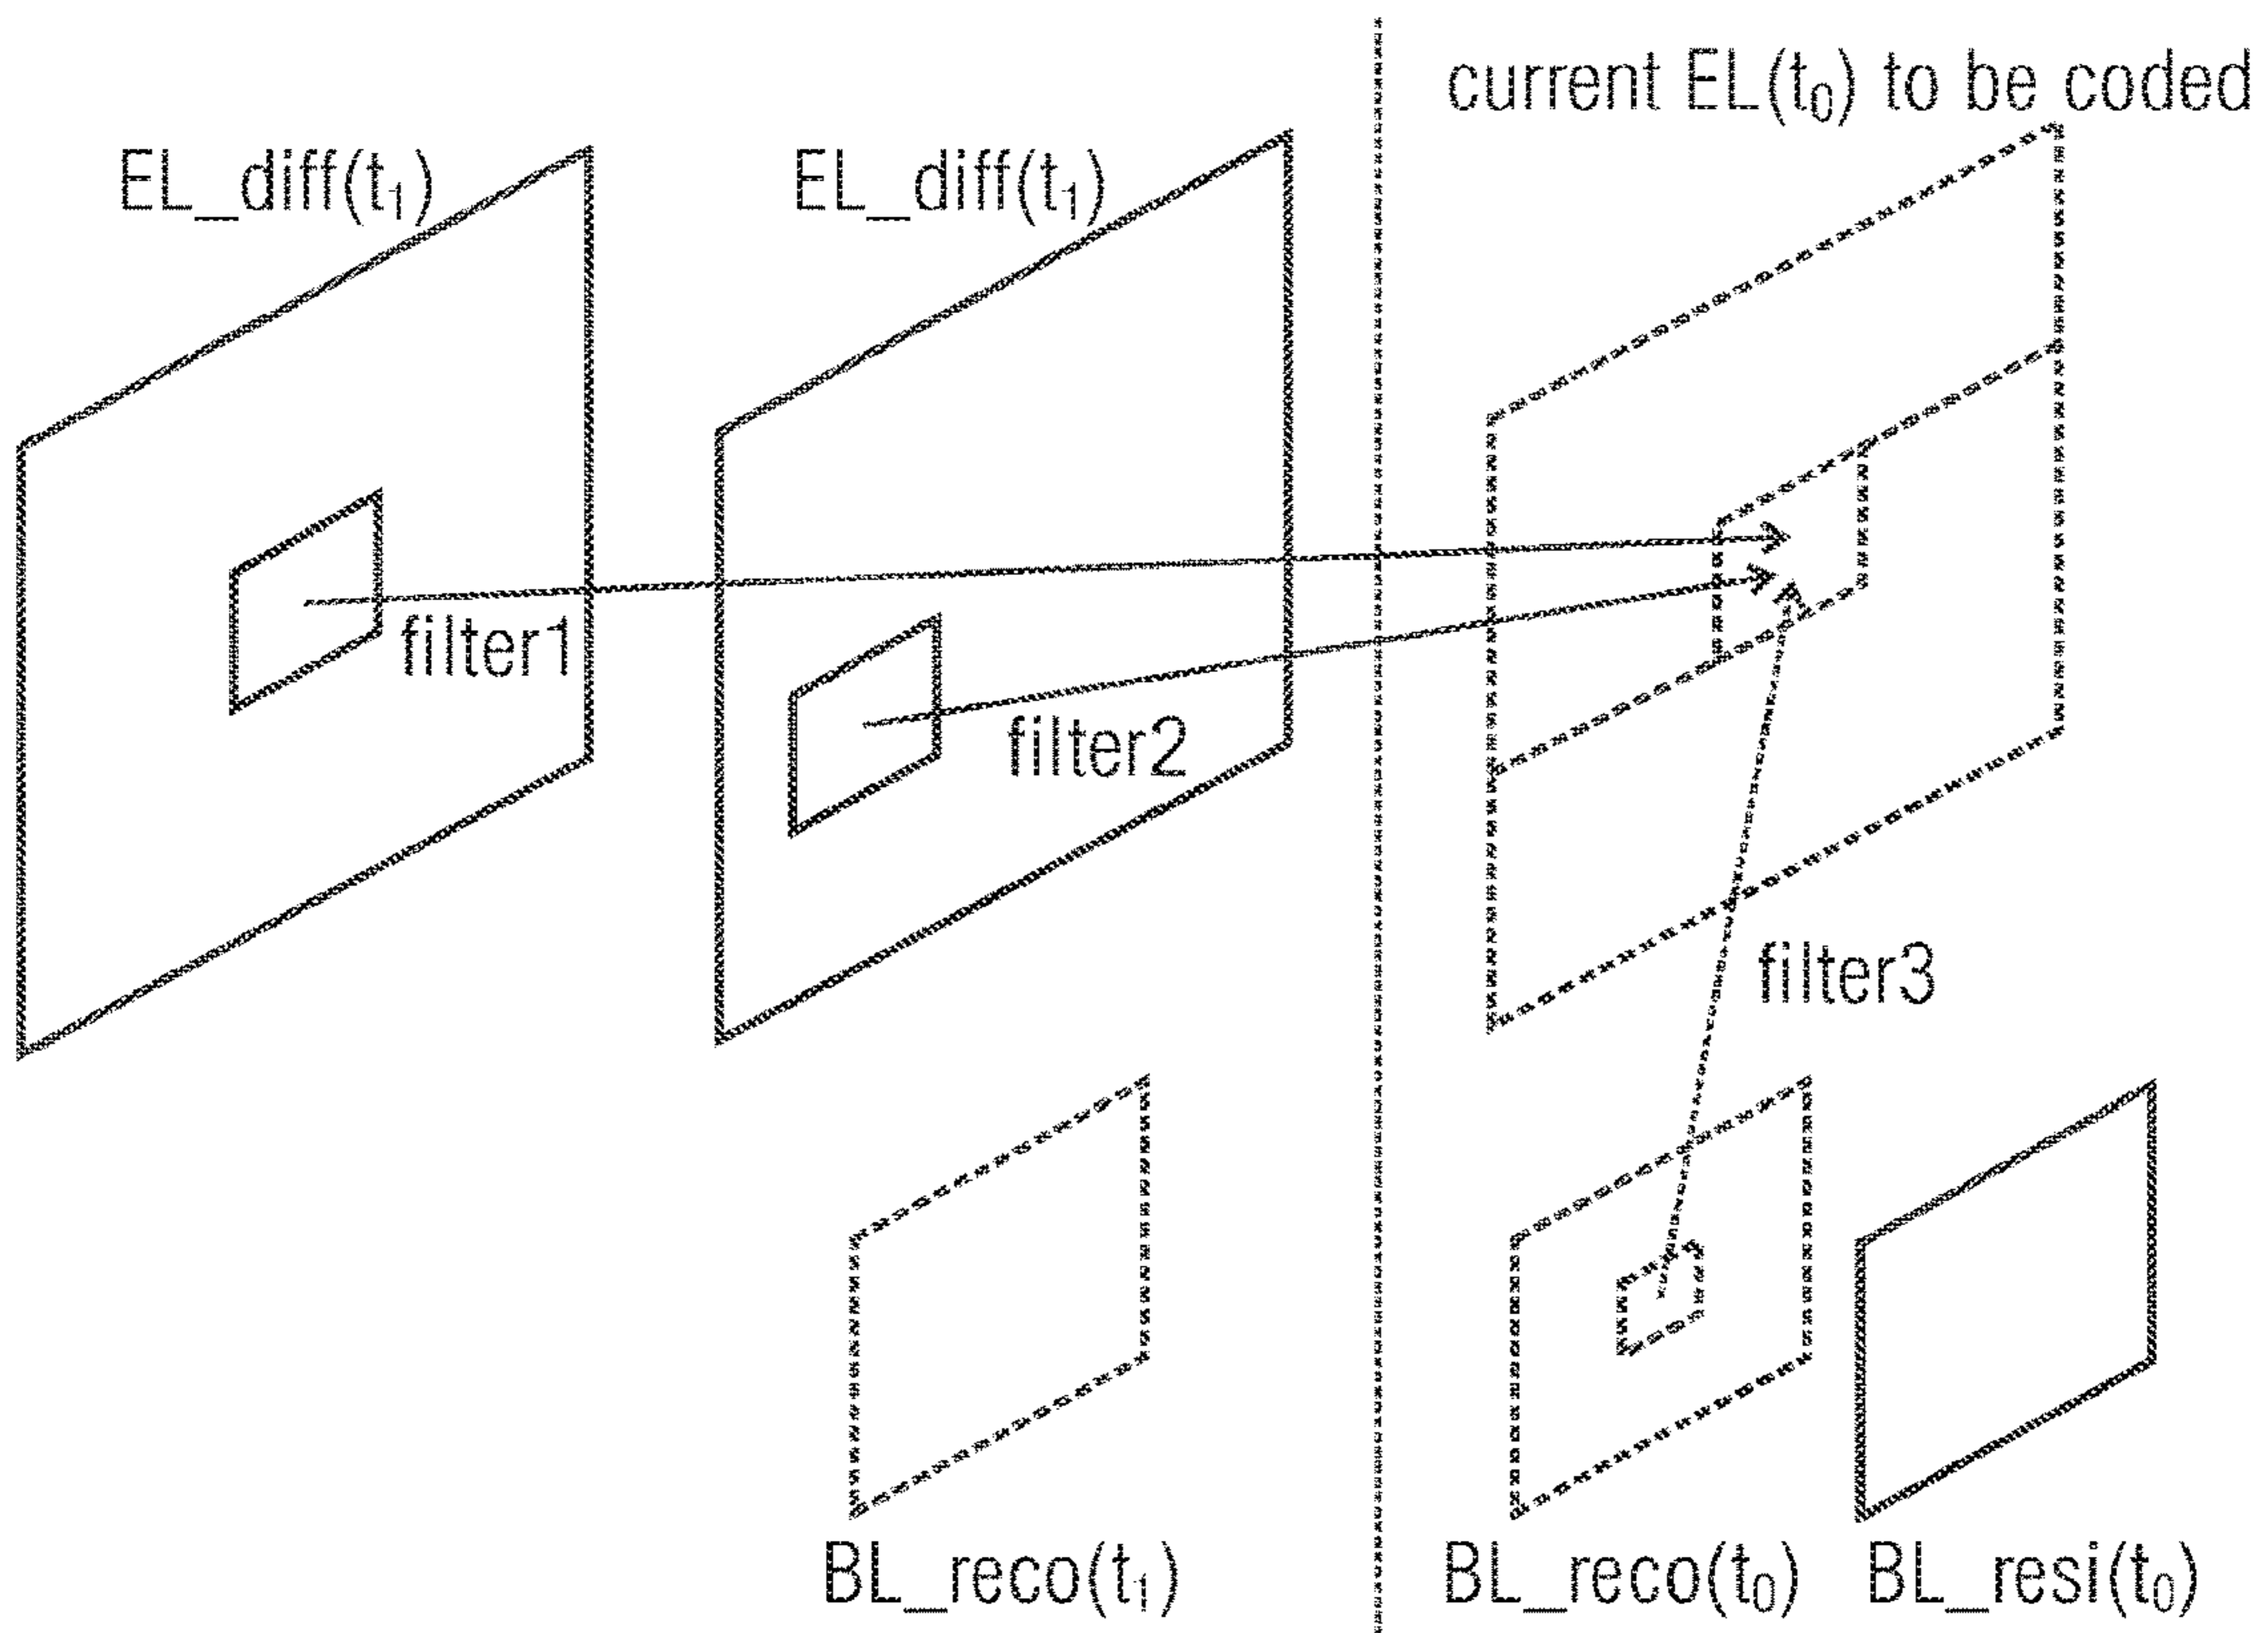 current EL(t₀) to be coded
EL_diff(t₁)
EL_diff(t₁)
filter1
filter2
filter3
BL_reco(t₁)
BL_reco(t₀)
BL_resi(t₀)